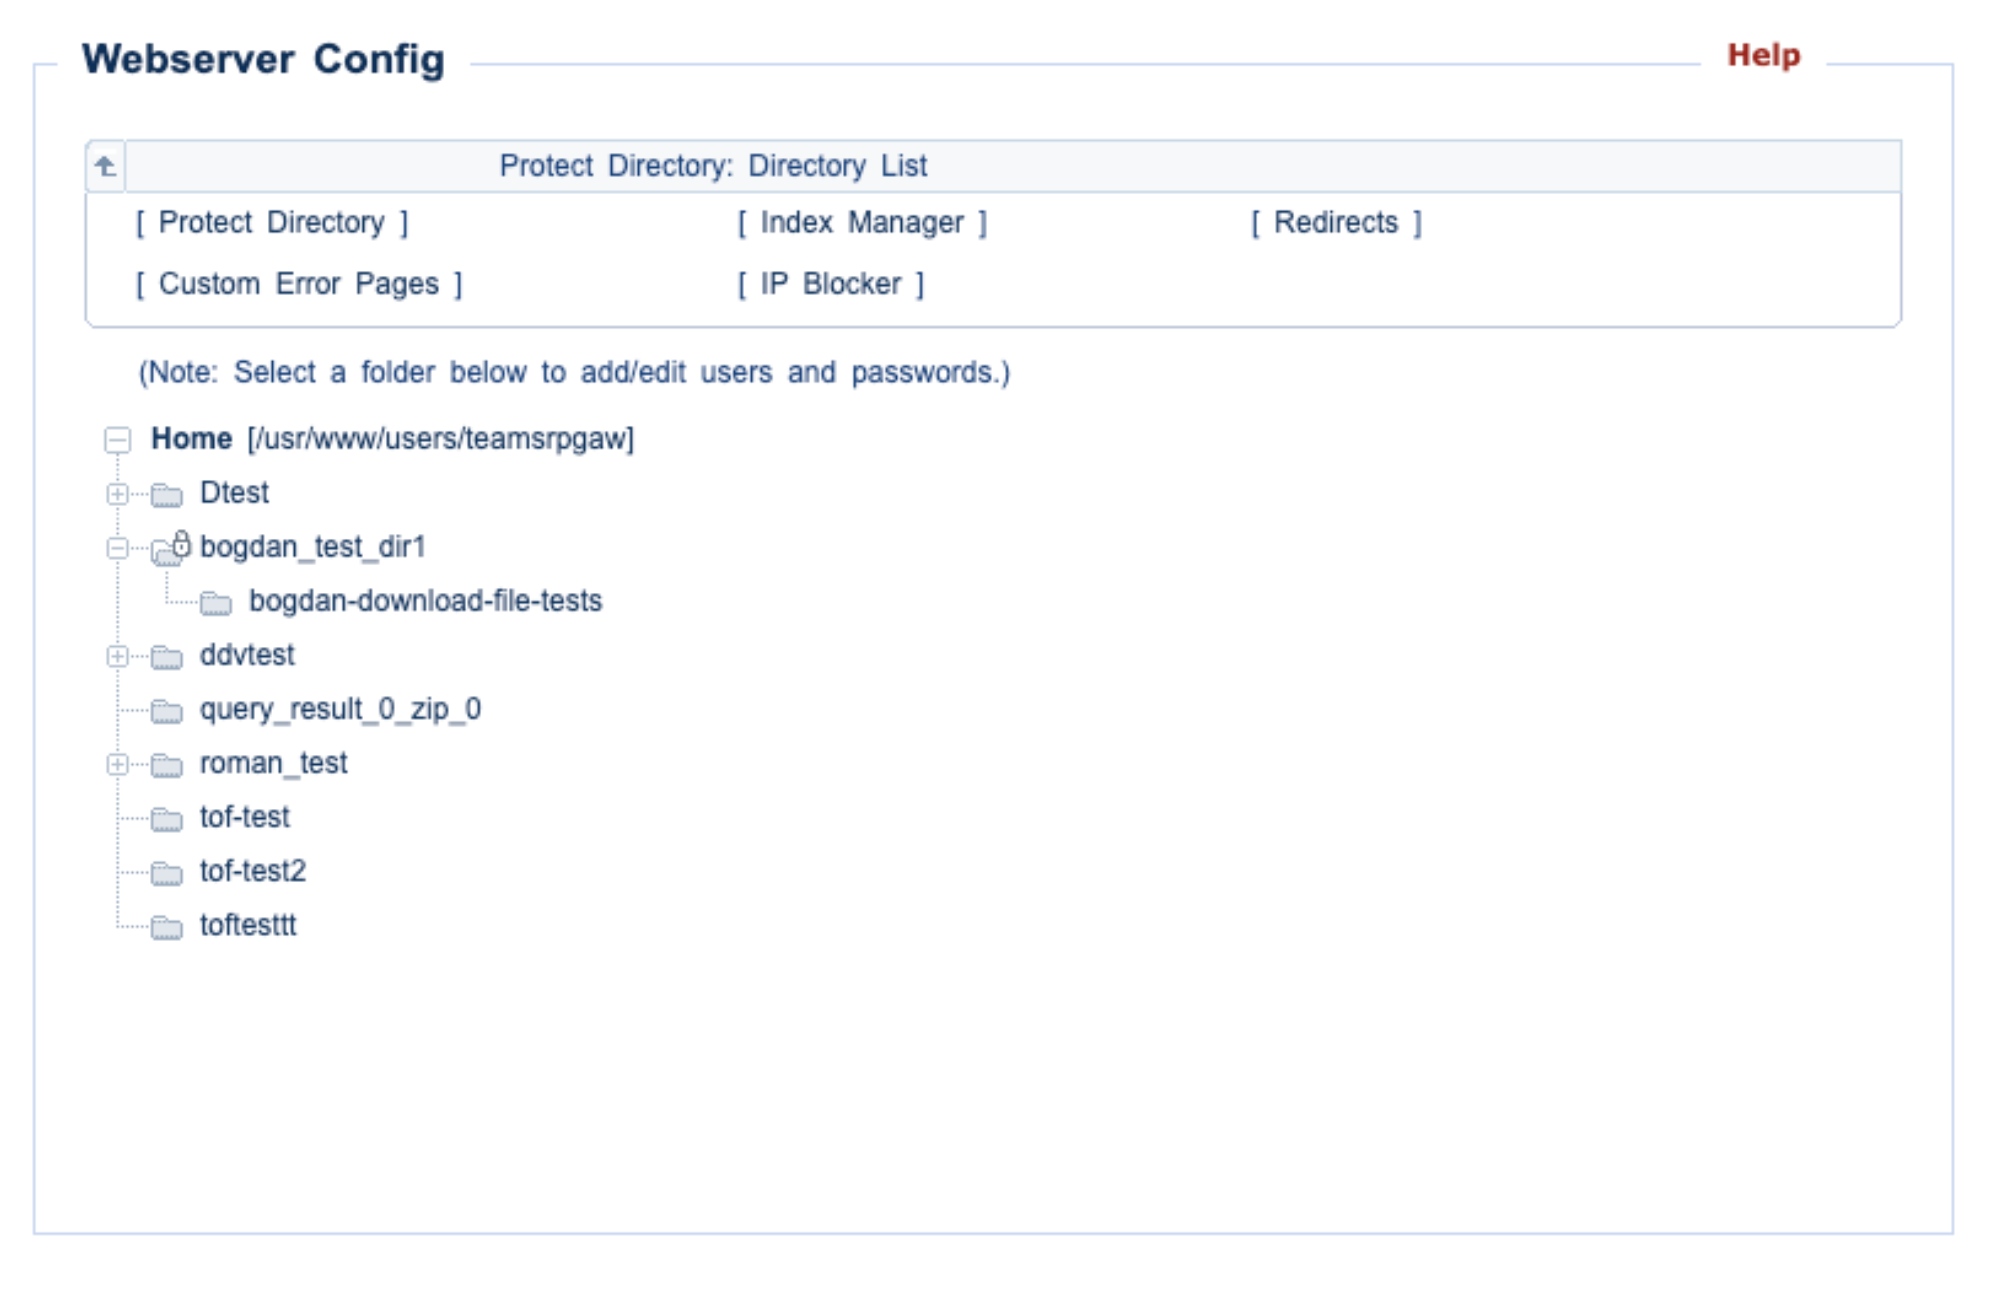 Webserver Config
Help
Protect Directory: Directory List
[ Protect Directory ] [ Index Manager ] [ Redirects ]
[ Custom Error Pages ] [ IP Blocker ]
(Note: Select a folder below to add/edit users and passwords.)
Home [/usr/www/users/teamsrpgaw]
Dtest
bogdan_test_dir1
bogdan-download-file-tests
ddvtest
query_result_0_zip_0
roman_test
tof-test
tof-test2
toftesttt